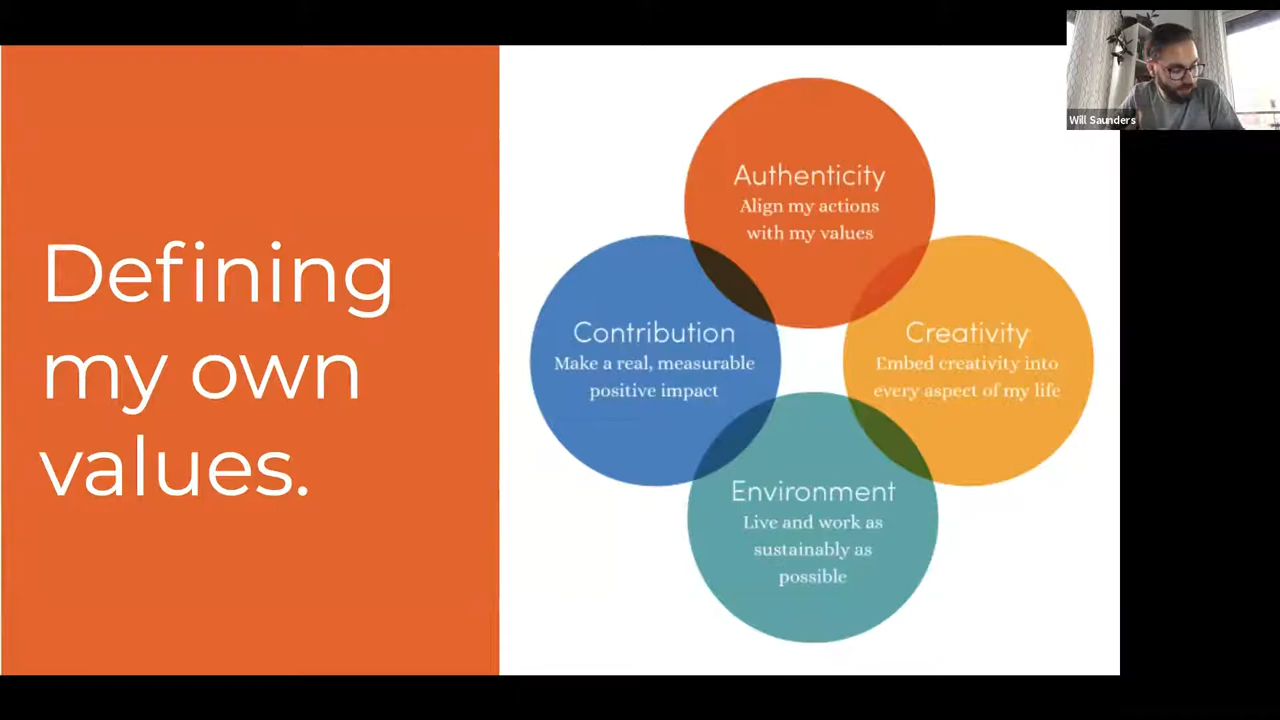 Defining
my own
values.
Authenticity
Align my actions
with my values
Contribution
Make a real, measurable
positive impact
Creativity
Embed creativity into
every aspect of my life
Environment
Live and work as
sustainably as
possible
Will Saunders